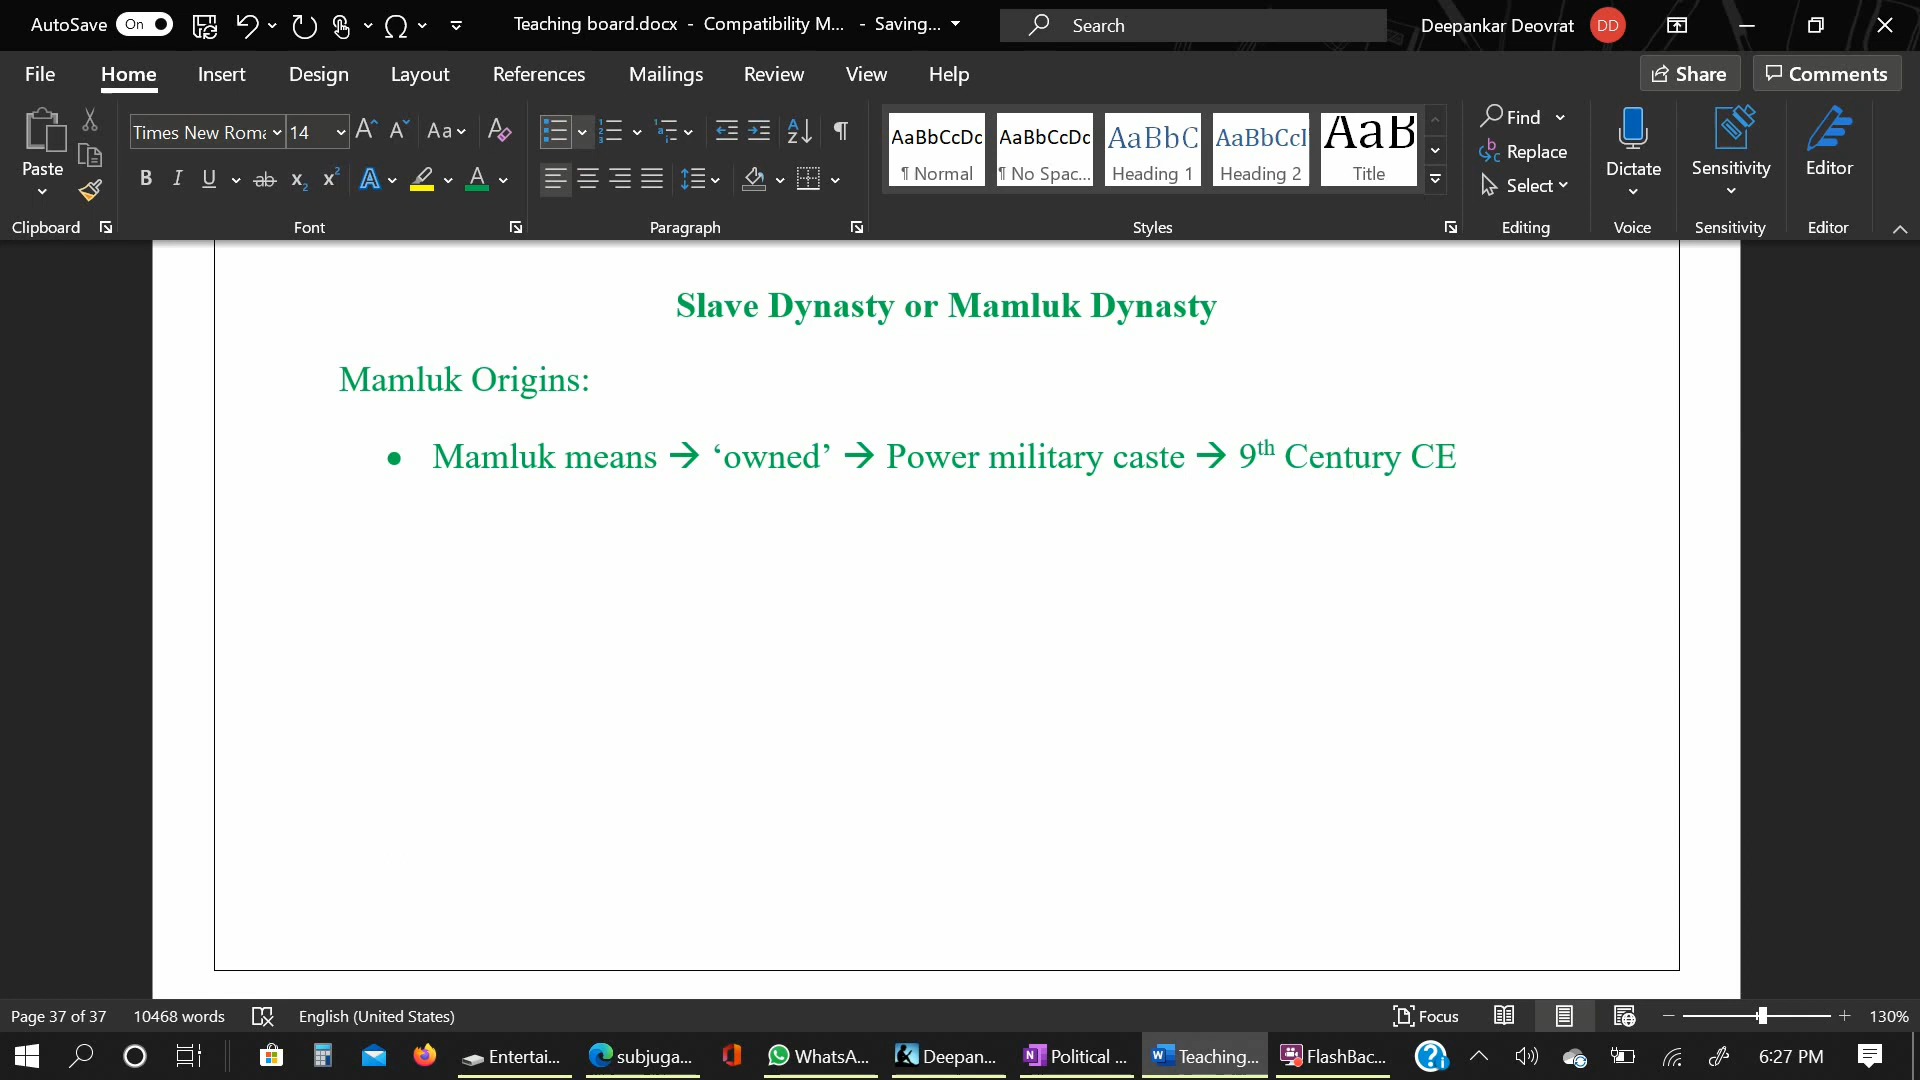 AutoSave On Teaching board.docx - Compatibility M... - Saving... Search Deepankar Deovrat DD
File Home Insert Design Layout References Mailings Review View Help Share Comments
Times New Roma 14 Aa AaBbCcDc AaBbCcDc AaBbC AaBbCcI AaB Find
Paste Replace Dictate Sensitivity Editor
B I U ab ¶ Normal ¶ No Spac... Heading 1 Heading 2 Title Select
Clipboard Font Paragraph Styles Editing Voice Sensitivity Editor
Slave Dynasty or Mamluk Dynasty
Mamluk Origins:
• Mamluk means → ‘owned’ → Power military caste → 9th Century CE
Page 37 of 37 10468 words English (United States) Focus 130%
Entertai... subjuga... WhatsA... Deepan... Political ... Teaching... FlashBac... 6:27 PM